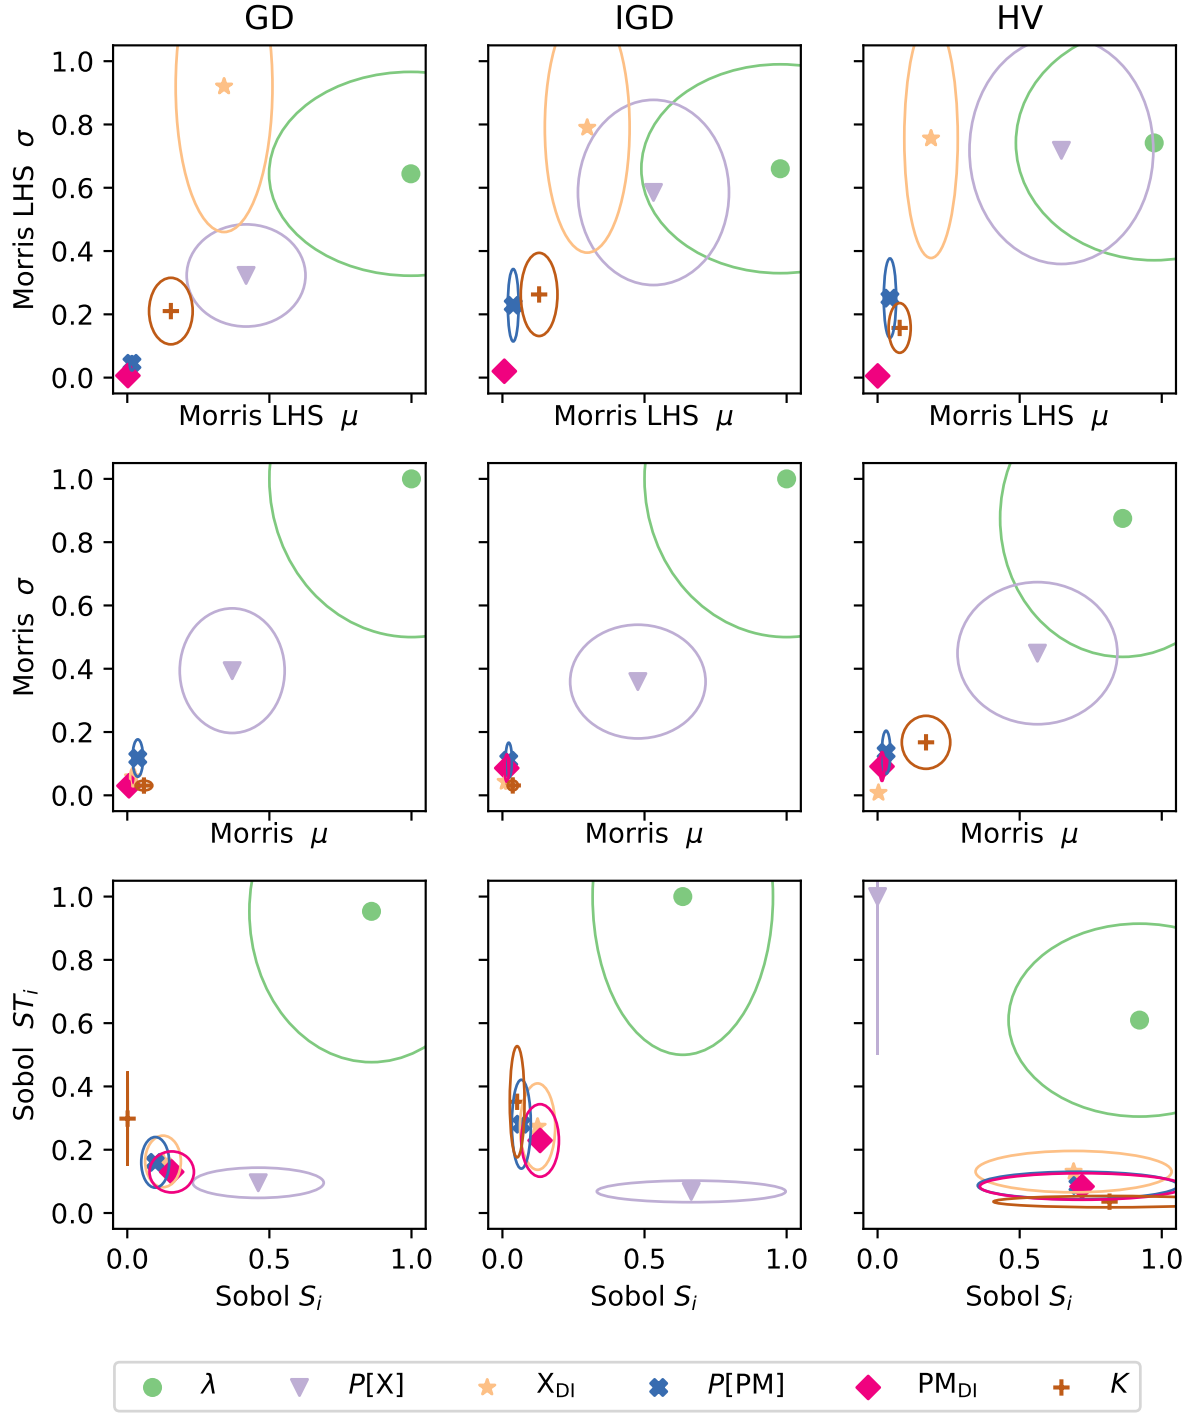 GD IGD HV
1.0
0.8
0.6
0.4
0.2
0.0
Morris LHS σ
Morris LHS μ Morris LHS μ Morris LHS μ
1.0
0.8
0.6
0.4
0.2
0.0
Morris σ
Morris μ Morris μ Morris μ
1.0
0.8
0.6
0.4
0.2
0.0
Sobol STᵢ
0.0 0.5 1.0 0.0 0.5 1.0 0.0 0.5 1.0
Sobol Sᵢ Sobol Sᵢ Sobol Sᵢ
λ P[X] X_DI P[PM] PM_DI K